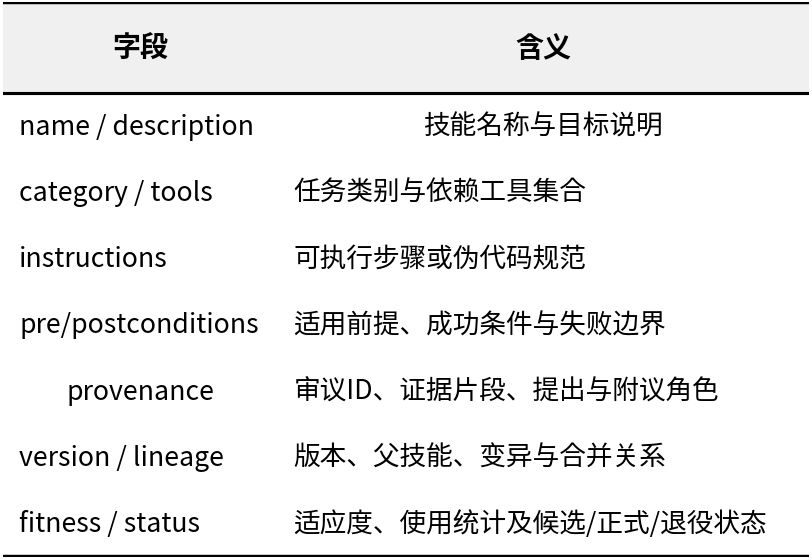 字段 含义
name / description 技能名称与目标说明
category / tools 任务类别与依赖工具集合
instructions 可执行步骤或伪代码规范
pre/postconditions 适用前提、成功条件与失败边界
provenance 审议ID、证据片段、提出与附议角色
version / lineage 版本、父技能、变异与合并关系
fitness / status 适应度、使用统计及候选/正式/退役状态